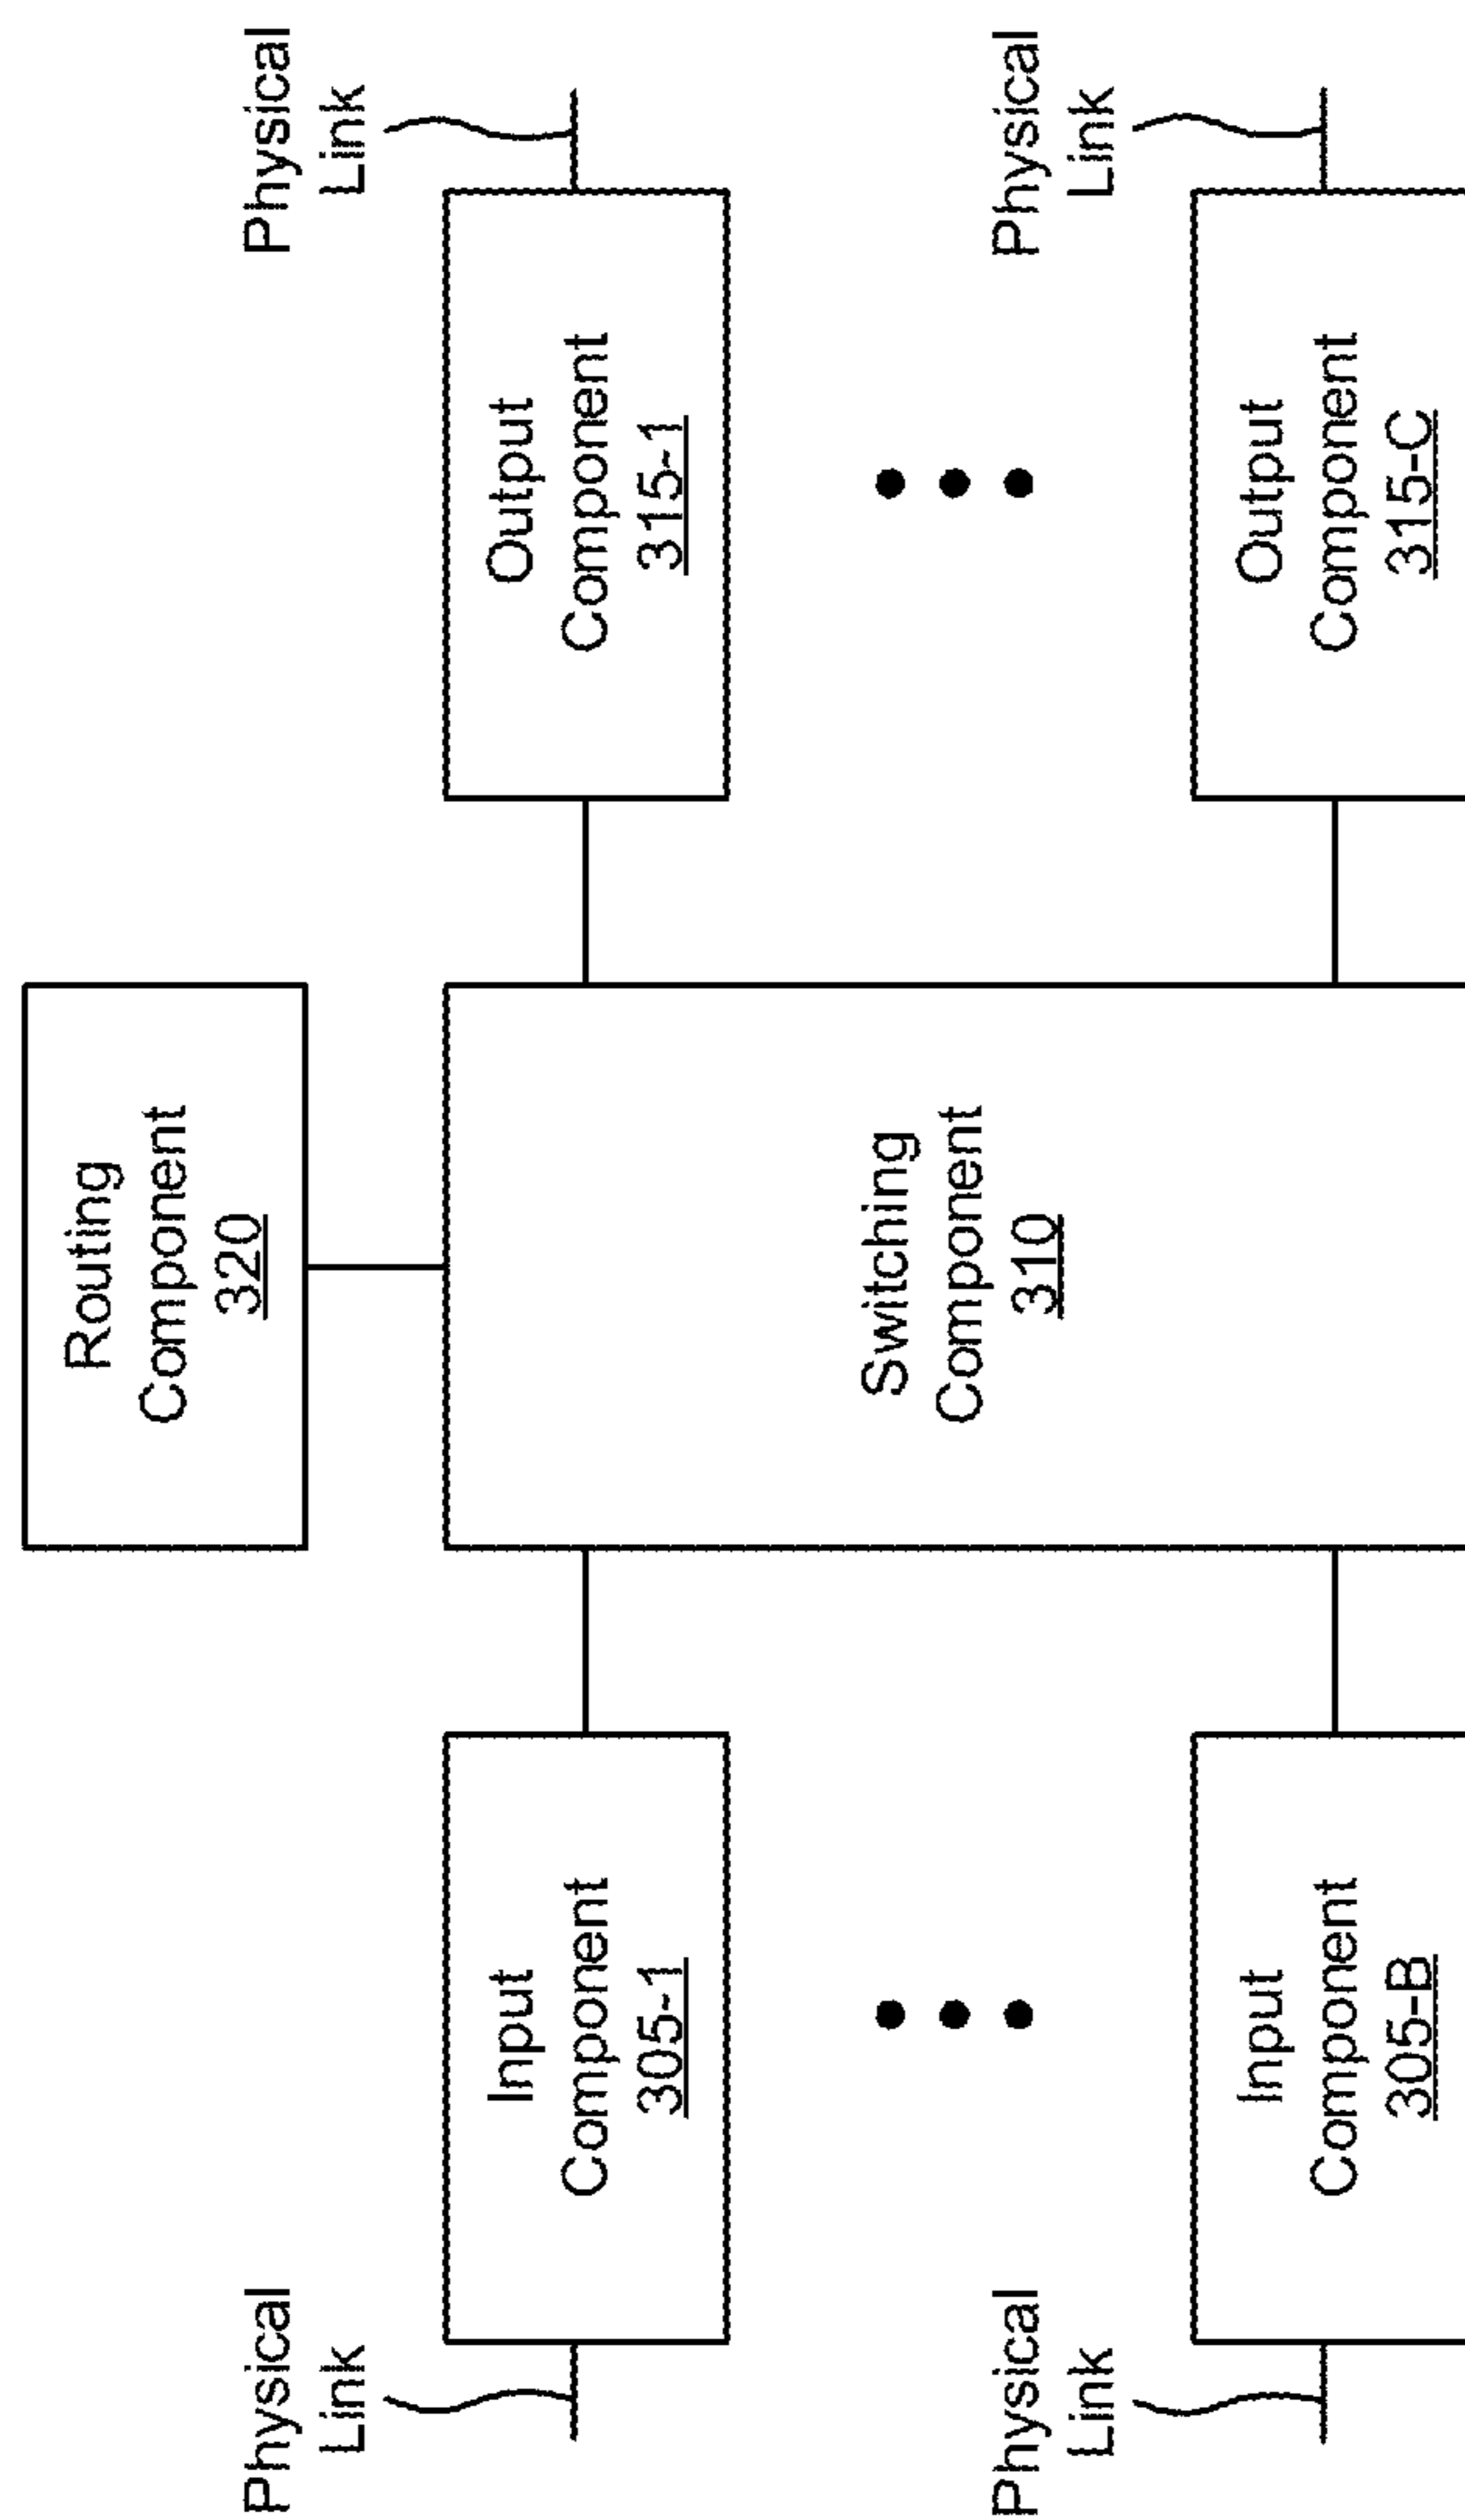 Routing
Component
320
Physical
Link
Input
Component
305-1
Switching
Component
310
Output
Component
315-1
Physical
Link
Physical
Link
Input
Component
305-B
Output
Component
315-C
Physical
Link